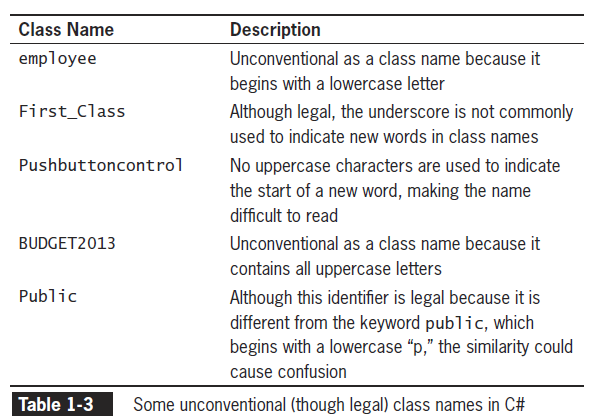 Class Name Description
employee Unconventional as a class name because it
begins with a lowercase letter
First_Class Although legal, the underscore is not commonly
used to indicate new words in class names
Pushbuttoncontrol No uppercase characters are used to indicate
the start of a new word, making the name
difficult to read
BUDGET2013 Unconventional as a class name because it
contains all uppercase letters
Public Although this identifier is legal because it is
different from the keyword public, which
begins with a lowercase “p,” the similarity could
cause confusion
Table 1-3 Some unconventional (though legal) class names in C#